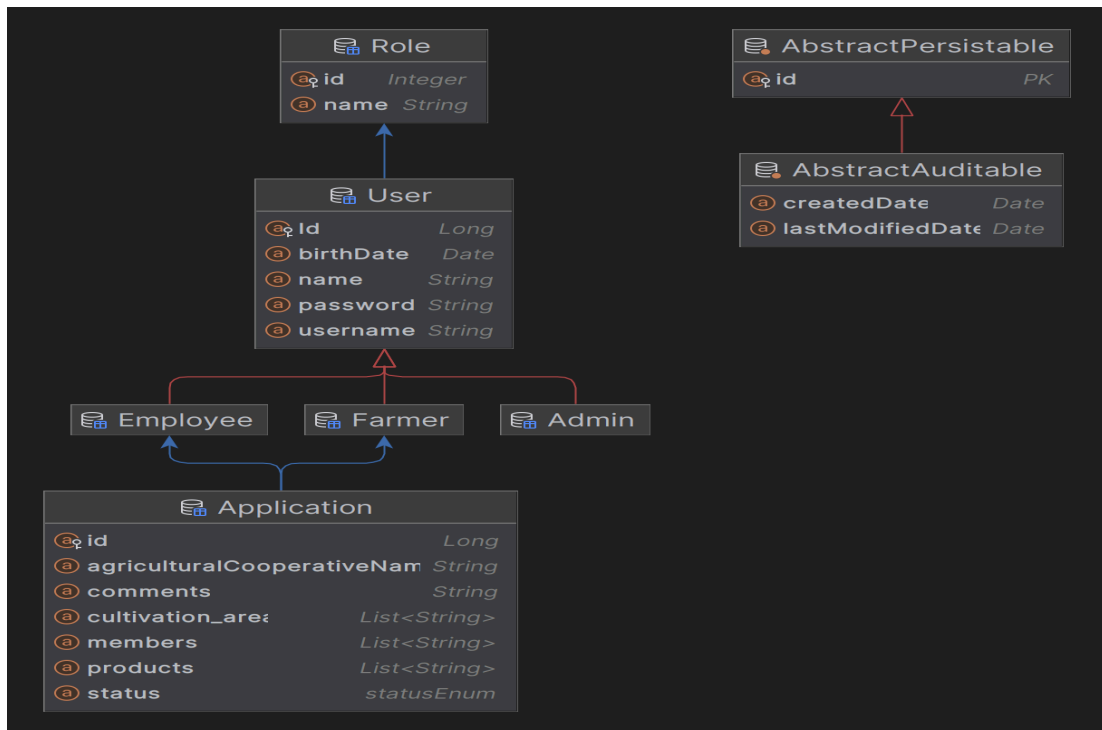 Role
id Integer
name String
User
Id Long
birthDate Date
name String
password String
username String
Employee
Farmer
Admin
Application
id Long
agriculturalCooperativeNam String
comments String
cultivation_area List<String>
members List<String>
products List<String>
status statusEnum
AbstractPersistable
id PK
AbstractAuditable
createdDate Date
lastModifiedDate Date